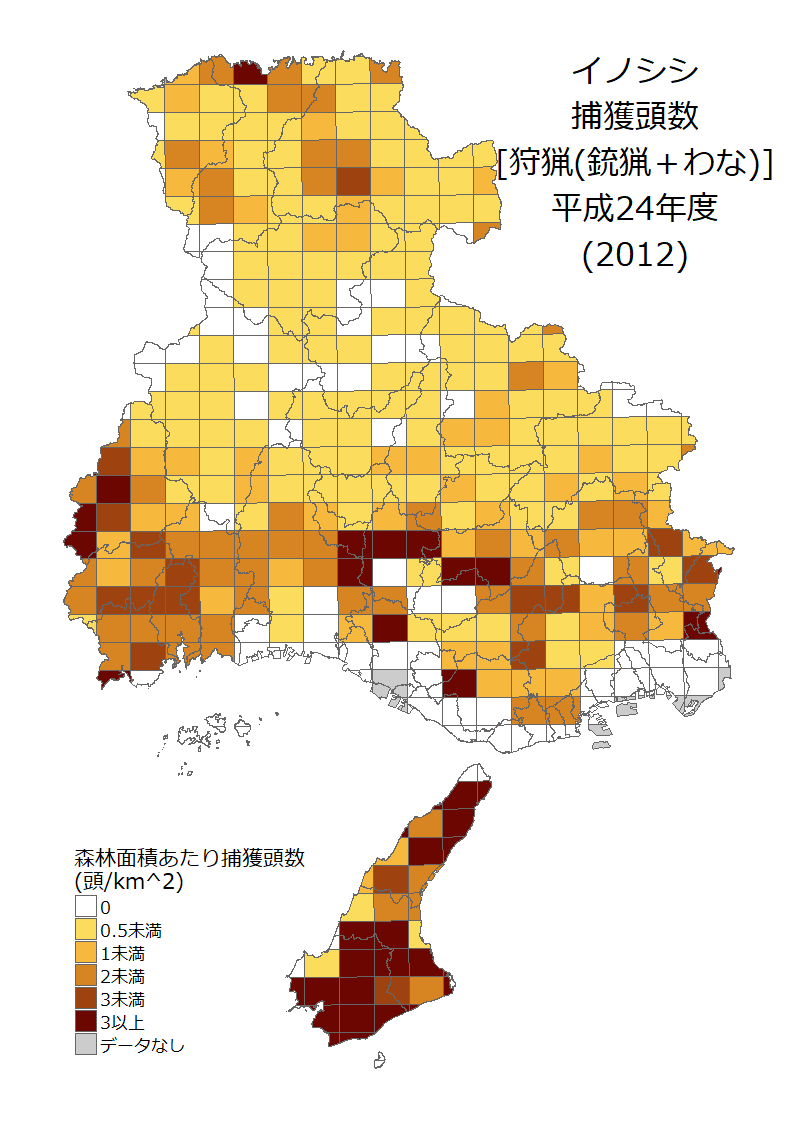 イノシシ
捕獲頭数
[狩猟(銃猟＋わな)]
平成24年度
(2012)
森林面積あたり捕獲頭数
(頭/km^2)
0
0.5未満
1未満
2未満
3未満
3以上
データなし